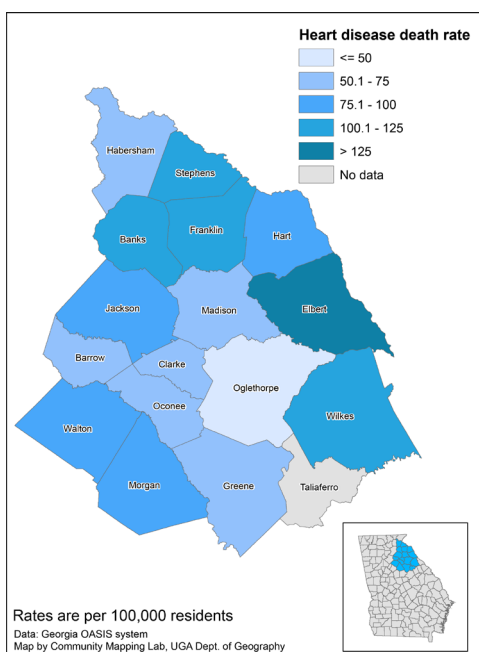 Heart disease death rate
<= 50
50.1 - 75
75.1 - 100
100.1 - 125
> 125
No data
Habersham
Stephens
Banks
Franklin
Hart
Jackson
Madison
Elbert
Barrow
Clarke
Oglethorpe
Oconee
Walton
Wilkes
Morgan
Greene
Taliaferro
Rates are per 100,000 residents
Data: Georgia OASIS system
Map by Community Mapping Lab, UGA Dept. of Geography